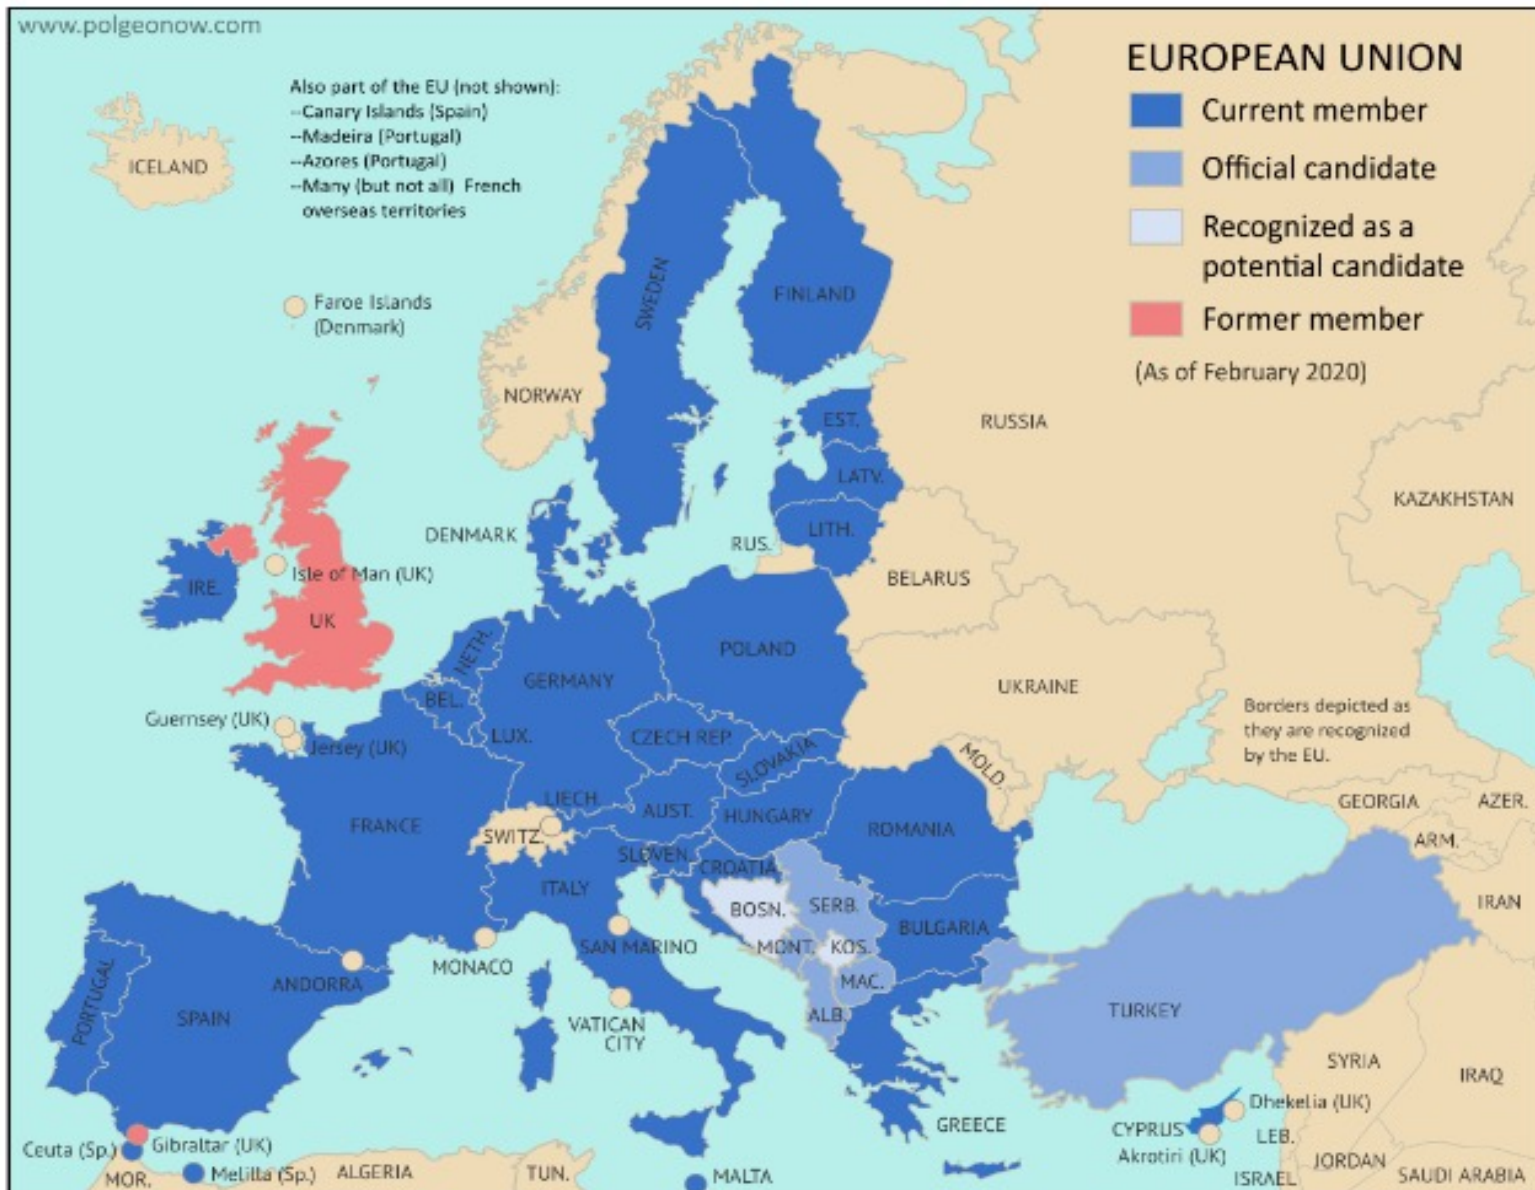 www.polgeonow.com
EUROPEAN UNION
Current member
Official candidate
Recognized as a
potential candidate
Former member
(As of February 2020)
Also part of the EU (not shown):
--Canary Islands (Spain)
--Madeira (Portugal)
--Azores (Portugal)
--Many (but not all) French
overseas territories
ICELAND
Faroe Islands
(Denmark)
SWEDEN
FINLAND
NORWAY
RUSSIA
EST.
LATV.
LITH.
KAZAKHSTAN
DENMARK
RUS.
BELARUS
IRE.
Isle of Man (UK)
UK
NETH.
POLAND
GERMANY
UKRAINE
BEL.
Guernsey (UK)
Jersey (UK)
LUX.
CZECH REP.
SLOVAKIA
MOLD.
Borders depicted as
they are recognized
by the EU.
LIECH.
AUST.
HUNGARY
GEORGIA
AZER.
FRANCE
SWITZ.
ROMANIA
ARM.
SLOVEN.
CROATIA
ITALY
BOSN.
SERB.
IRAN
BULGARIA
SAN MARINO
MONT.
KOS.
MONACO
ANDORRA
MAC.
PORTUGAL
SPAIN
ALB.
TURKEY
VATICAN
CITY
SYRIA
IRAQ
Dhekelia (UK)
GREECE
CYPRUS
LEB.
Ceuta (Sp.)
Gibraltar (UK)
Akrotiri (UK)
JORDAN
MOR.
Melilla (Sp.)
ALGERIA
TUN.
MALTA
ISRAEL
SAUDI ARABIA